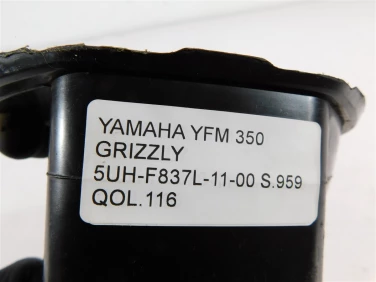 YAMAHA YFM 350
GRIZZLY
5UH-F837L-11-00 S.959
QOL.116